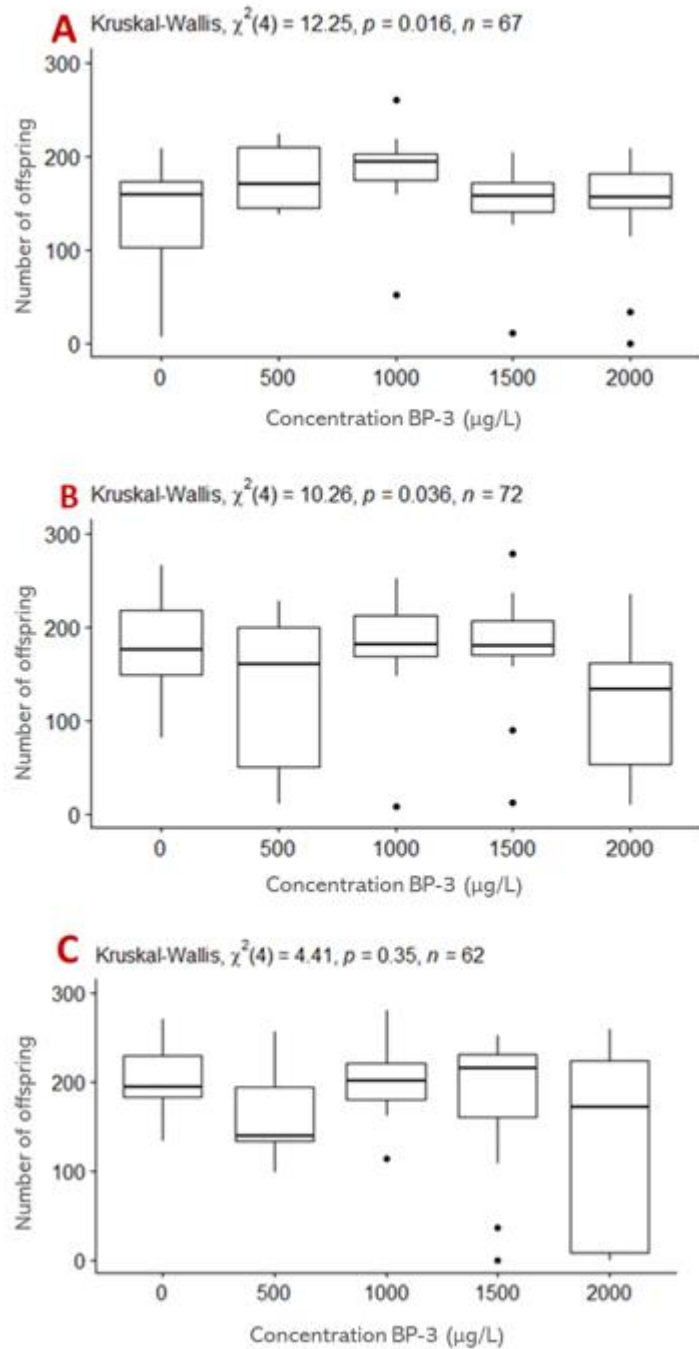 A Kruskal-Wallis, χ²(4) = 12.25, p = 0.016, n = 67
300
200
100
0
Number of offspring
0 500 1000 1500 2000
Concentration BP-3 (µg/L)
B Kruskal-Wallis, χ²(4) = 10.26, p = 0.036, n = 72
300
200
100
0
Number of offspring
0 500 1000 1500 2000
Concentration BP-3 (µg/L)
C Kruskal-Wallis, χ²(4) = 4.41, p = 0.35, n = 62
300
200
100
0
Number of offspring
0 500 1000 1500 2000
Concentration BP-3 (µg/L)